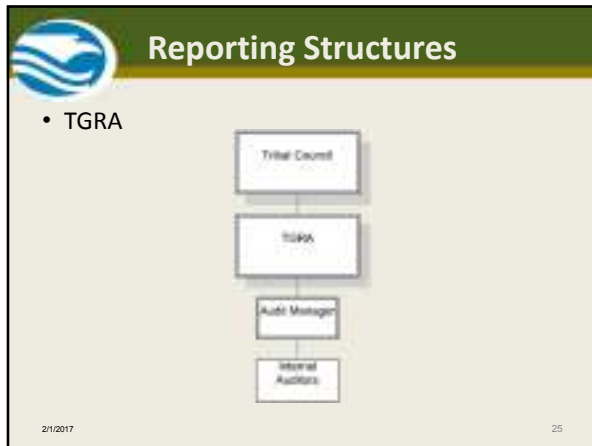 Reporting Structures
• TGRA
Tribal Council
TGRA
Audit Manager
Internal
Auditors
2/1/2017
25